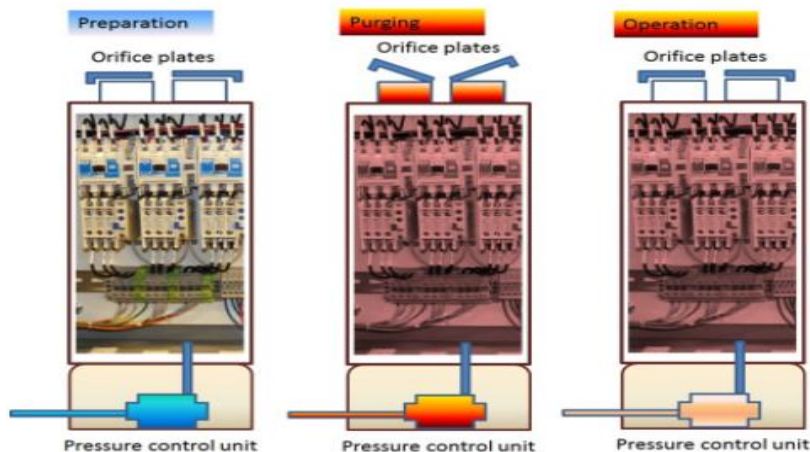 Preparation
Purging
Operation
Orifice plates
Orifice plates
Orifice plates
Pressure control unit
Pressure control unit
Pressure control unit